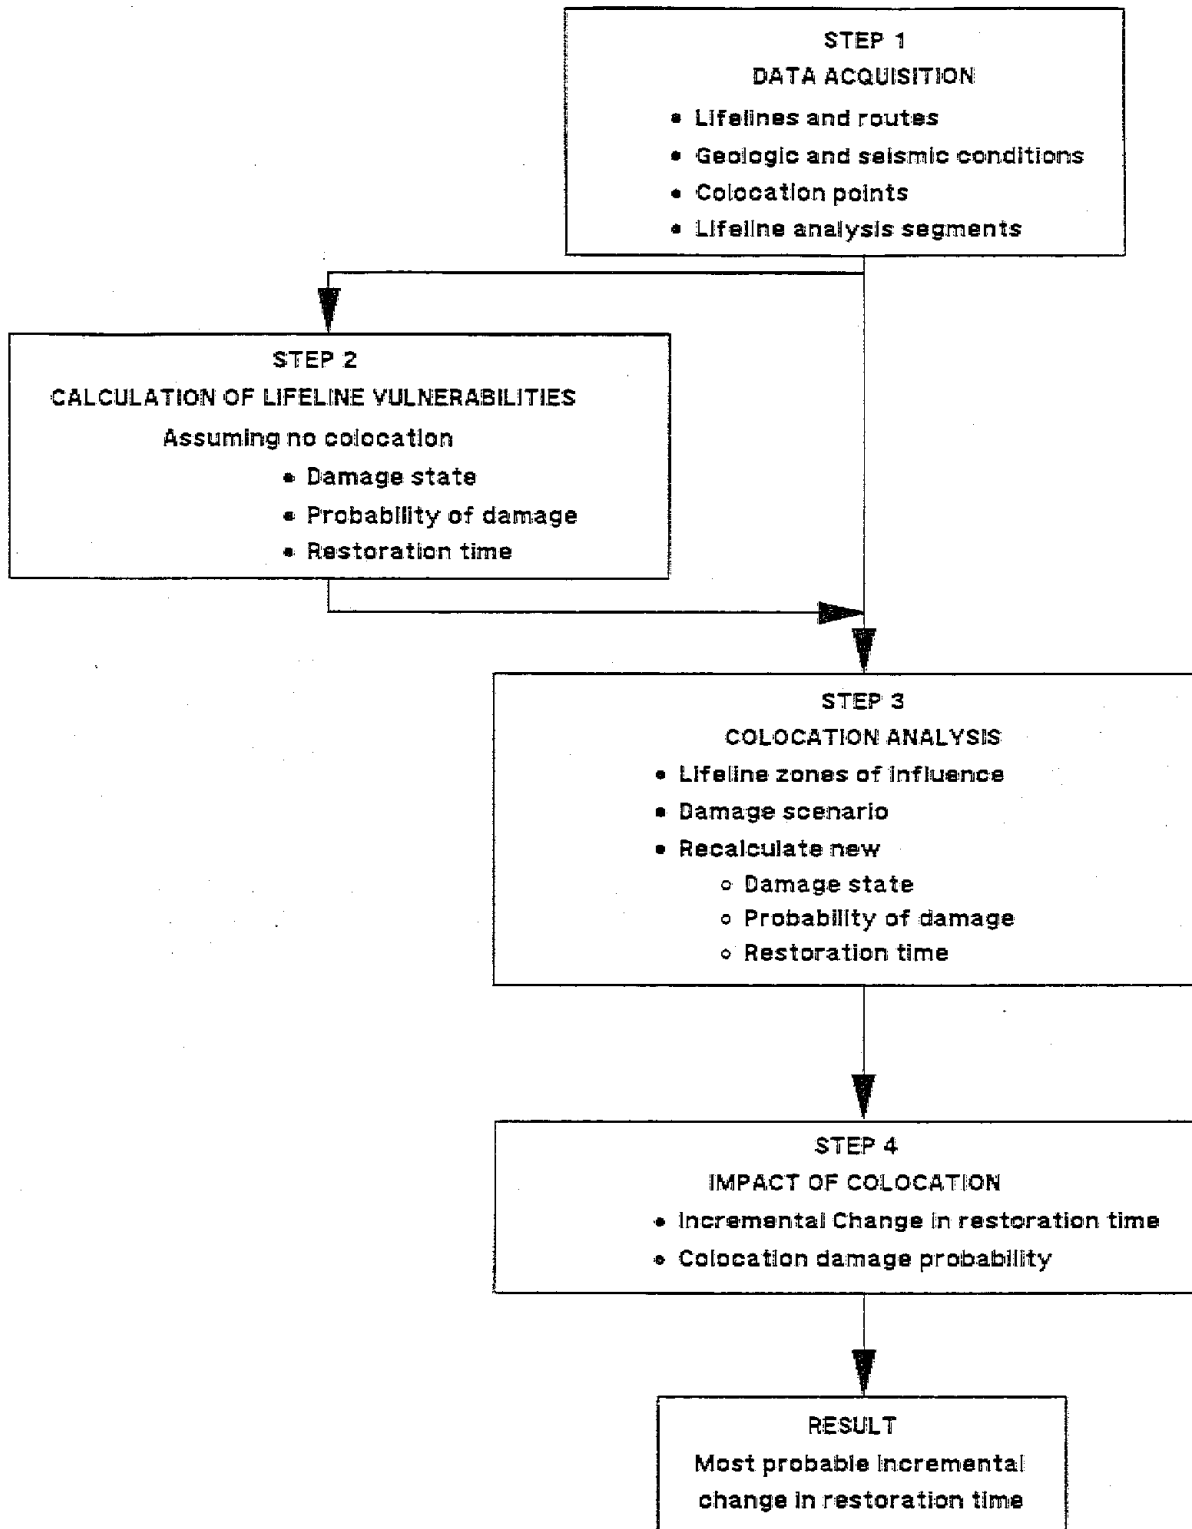 STEP 1
DATA ACQUISITION
• Lifelines and routes
• Geologic and seismic conditions
• Colocation points
• Lifeline analysis segments
STEP 2
CALCULATION OF LIFELINE VULNERABILITIES
Assuming no colocation
• Damage state
• Probability of damage
• Restoration time
STEP 3
COLOCATION ANALYSIS
• Lifeline zones of influence
• Damage scenario
• Recalculate new
○ Damage state
○ Probability of damage
○ Restoration time
STEP 4
IMPACT OF COLOCATION
• Incremental Change in restoration time
• Colocation damage probability
RESULT
Most probable incremental
change in restoration time